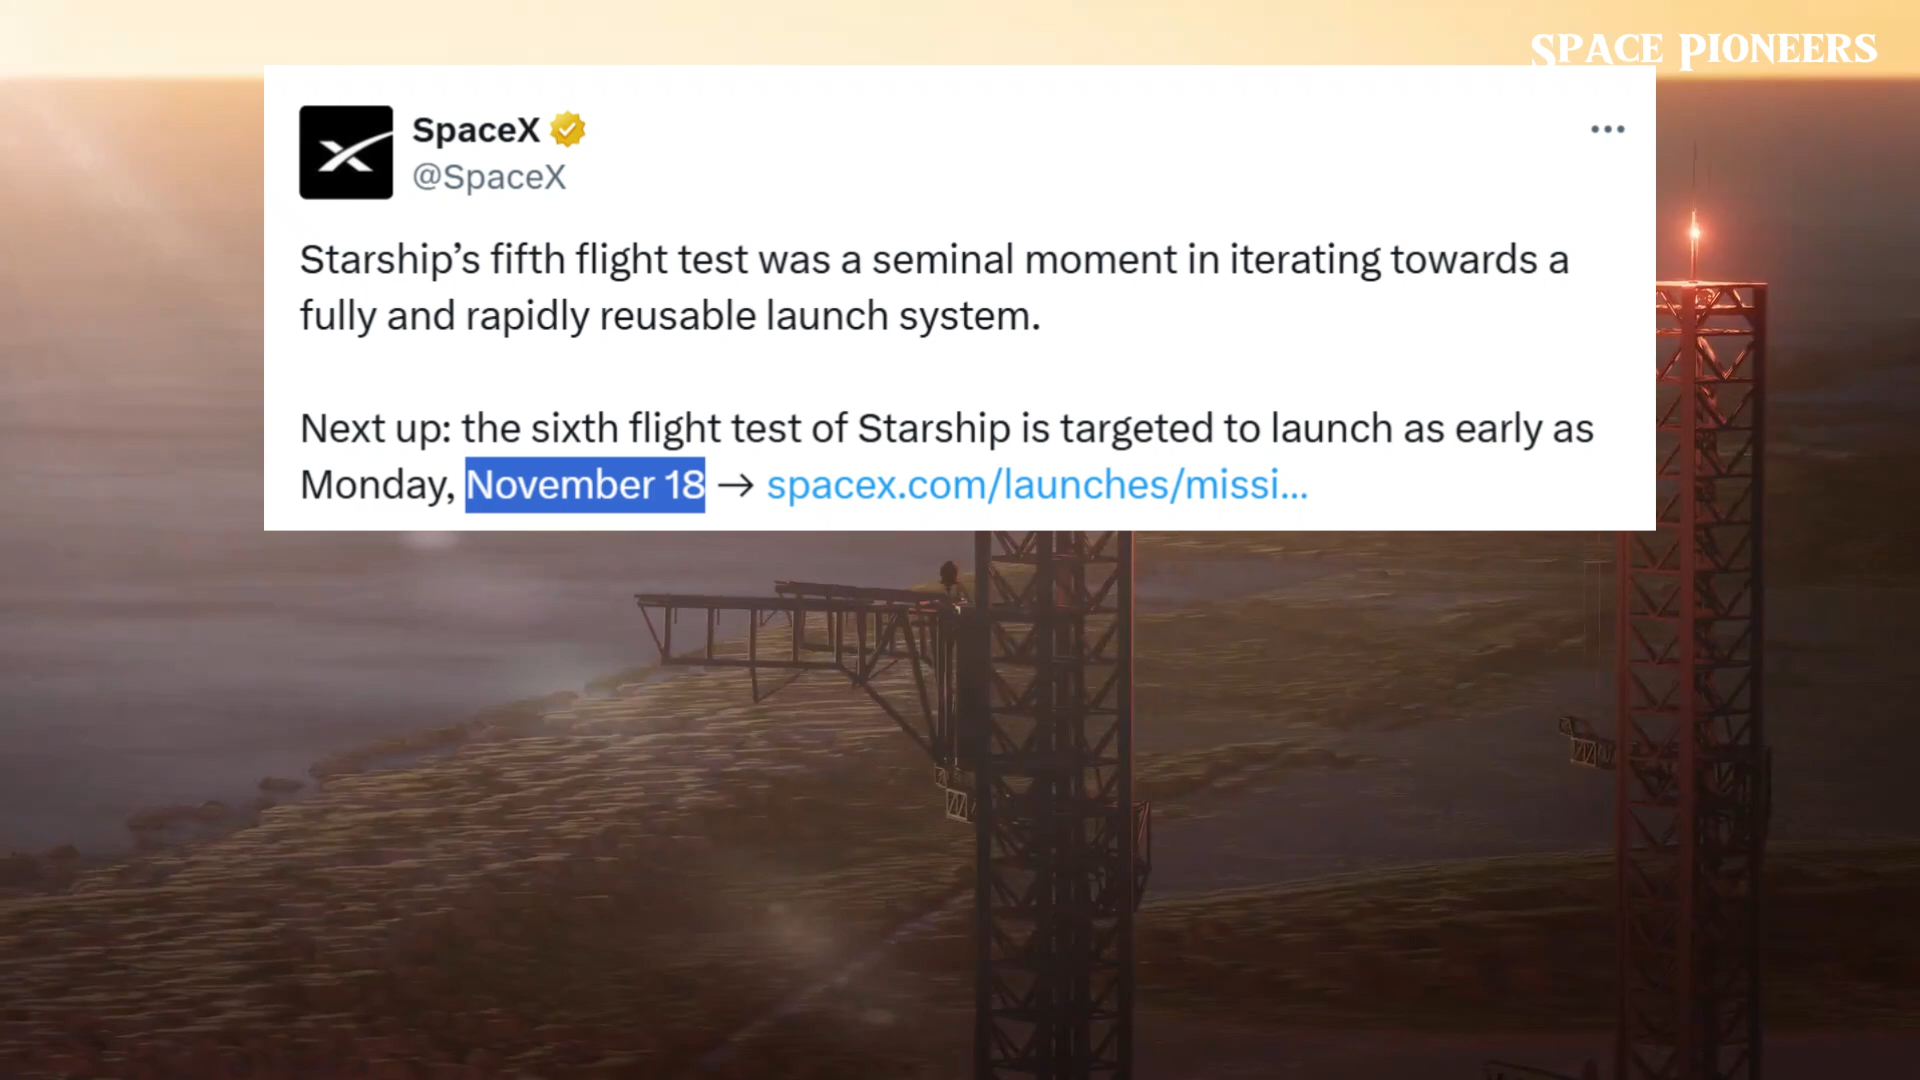 SPACE PIONEERS
SpaceX
@SpaceX
Starship’s fifth flight test was a seminal moment in iterating towards a
fully and rapidly reusable launch system.
Next up: the sixth flight test of Starship is targeted to launch as early as
Monday, November 18 → spacex.com/launches/missi...